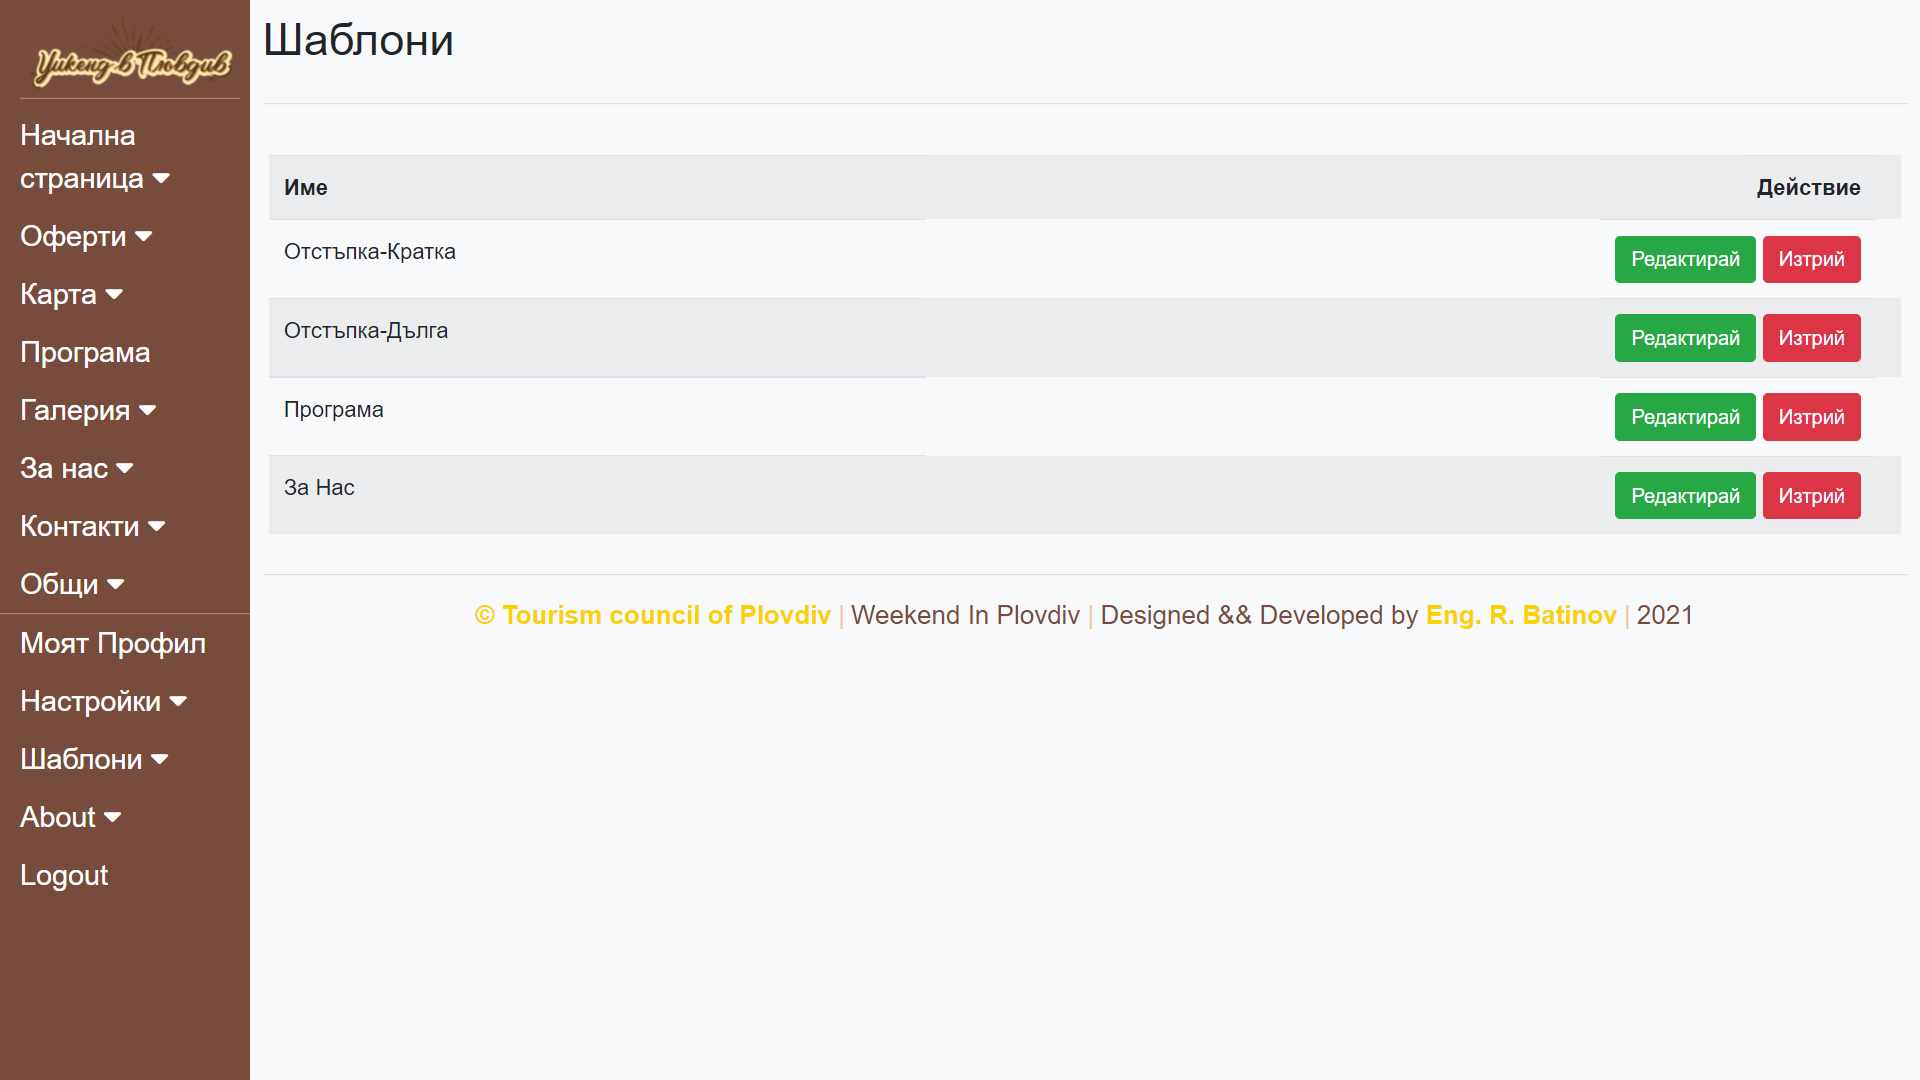 Уикенд в Пловдив
Начална
страница
Оферти
Карта
Програма
Галерия
За нас
Контакти
Общи
Моят Профил
Настройки
Шаблони
About
Logout
Шаблони
Име Действие
Отстъпка-Кратка Редактирай Изтрий
Отстъпка-Дълга Редактирай Изтрий
Програма Редактирай Изтрий
За Нас Редактирай Изтрий
© Tourism council of Plovdiv | Weekend In Plovdiv | Designed && Developed by Eng. R. Batinov | 2021